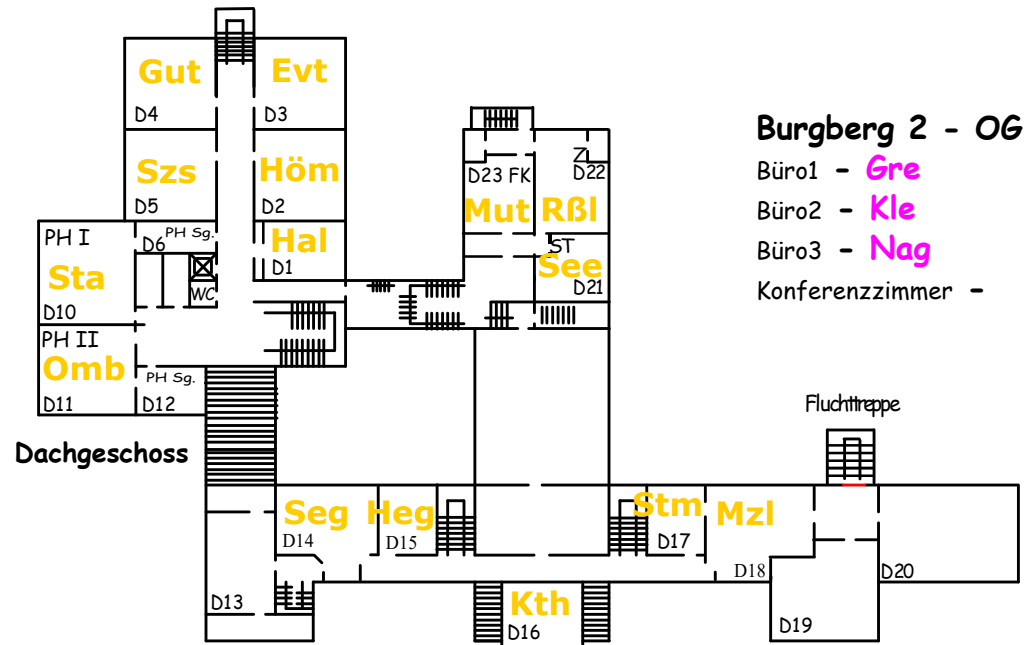 Gut
Evt
D4
D3
Burgberg 2 - OG
Büro1 - Gre
Büro2 - Kle
Büro3 - Nag
Konferenzzimmer -
Szs
Höm
D5
D2
D23 FK
Z
D22
Mut
Rßl
PH I
D6
PH Sg.
Hal
D1
ST
See
D21
Sta
WC
D10
PH II
Omb
PH Sg.
D11
D12
Dachgeschoss
Fluchttreppe
Seg
Heg
Stm
Mzl
D14
D15
D17
D18
D20
D13
Kth
D16
D19